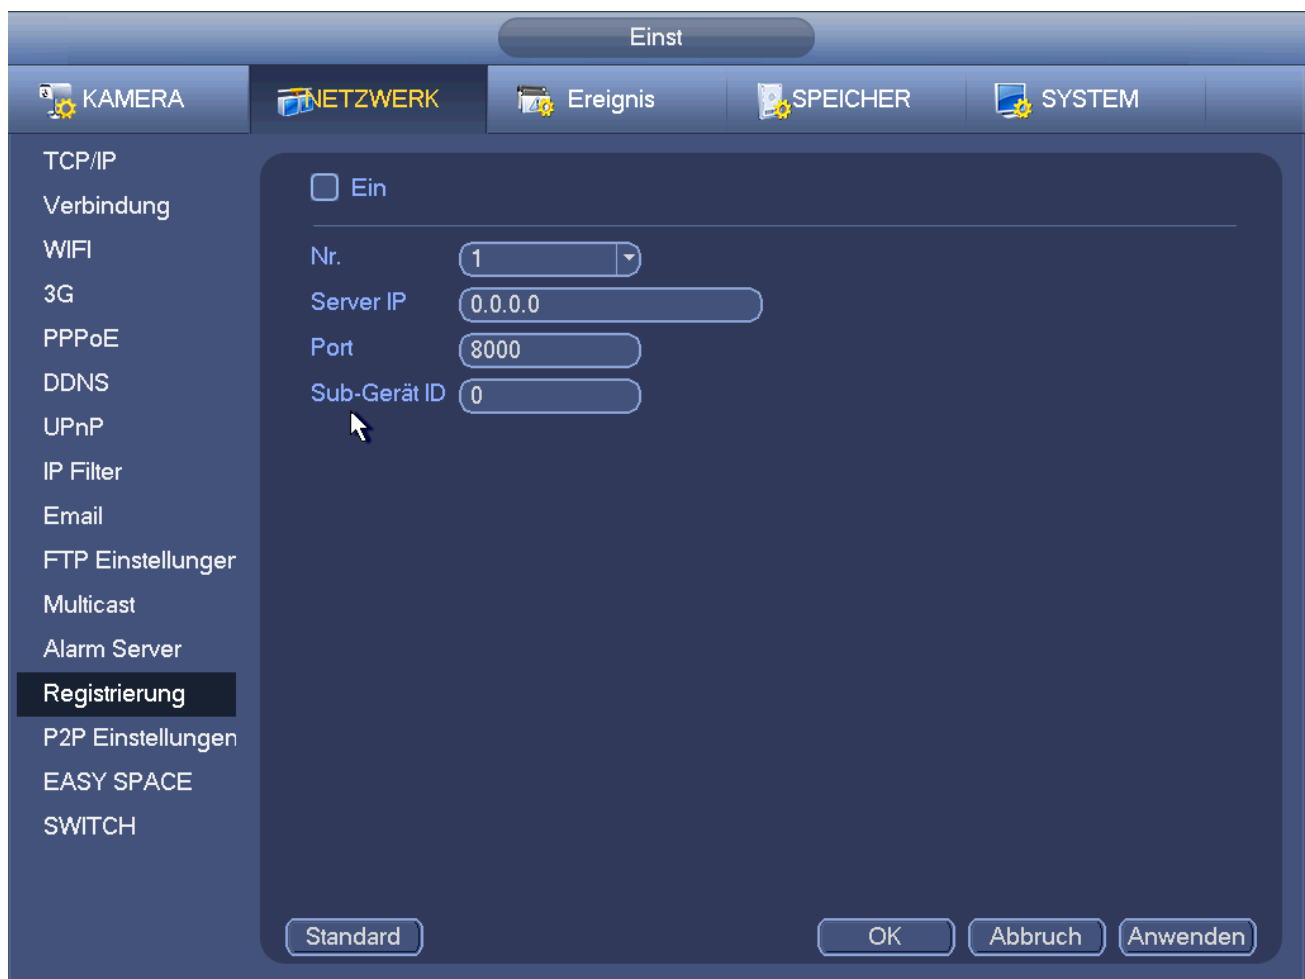 Einst
KAMERA
NETZWERK
Ereignis
SPEICHER
SYSTEM
TCP/IP
Verbindung
WIFI
3G
PPPoE
DDNS
UPnP
IP Filter
Email
FTP Einstellunger
Multicast
Alarm Server
Registrierung
P2P Einstellungen
EASY SPACE
SWITCH
Ein
Nr. 1
Server IP 0.0.0.0
Port 8000
Sub-Gerät ID 0
Standard
OK
Abbruch
Anwenden